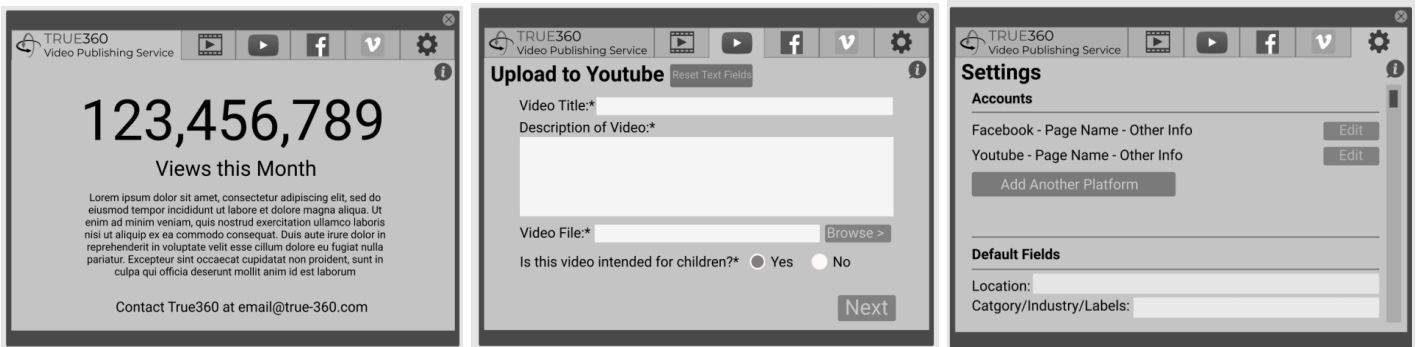 TRUE360
Video Publishing Service
123,456,789
Views this Month
Lorem ipsum dolor sit amet, consectetur adipiscing elit, sed do
eiusmod tempor incididunt ut labore et dolore magna aliqua. Ut
enim ad minim veniam, quis nostrud exercitation ullamco laboris
nisi ut aliquip ex ea commodo consequat. Duis aute irure dolor in
reprehenderit in voluptate velit esse cillum dolore eu fugiat nulla
pariatur. Excepteur sint occaecat cupidatat non proident, sunt in
culpa qui officia deserunt mollit anim id est laborum
Contact True360 at email@true-360.com
TRUE360
Video Publishing Service
Upload to Youtube
Reset Text Fields
Video Title:*
Description of Video:*
Video File:*
Browse >
Is this video intended for children?* Yes No
Next
TRUE360
Video Publishing Service
Settings
Accounts
Facebook - Page Name - Other Info
Edit
Youtube - Page Name - Other Info
Edit
Add Another Platform
Default Fields
Location:
Catgory/Industry/Labels: